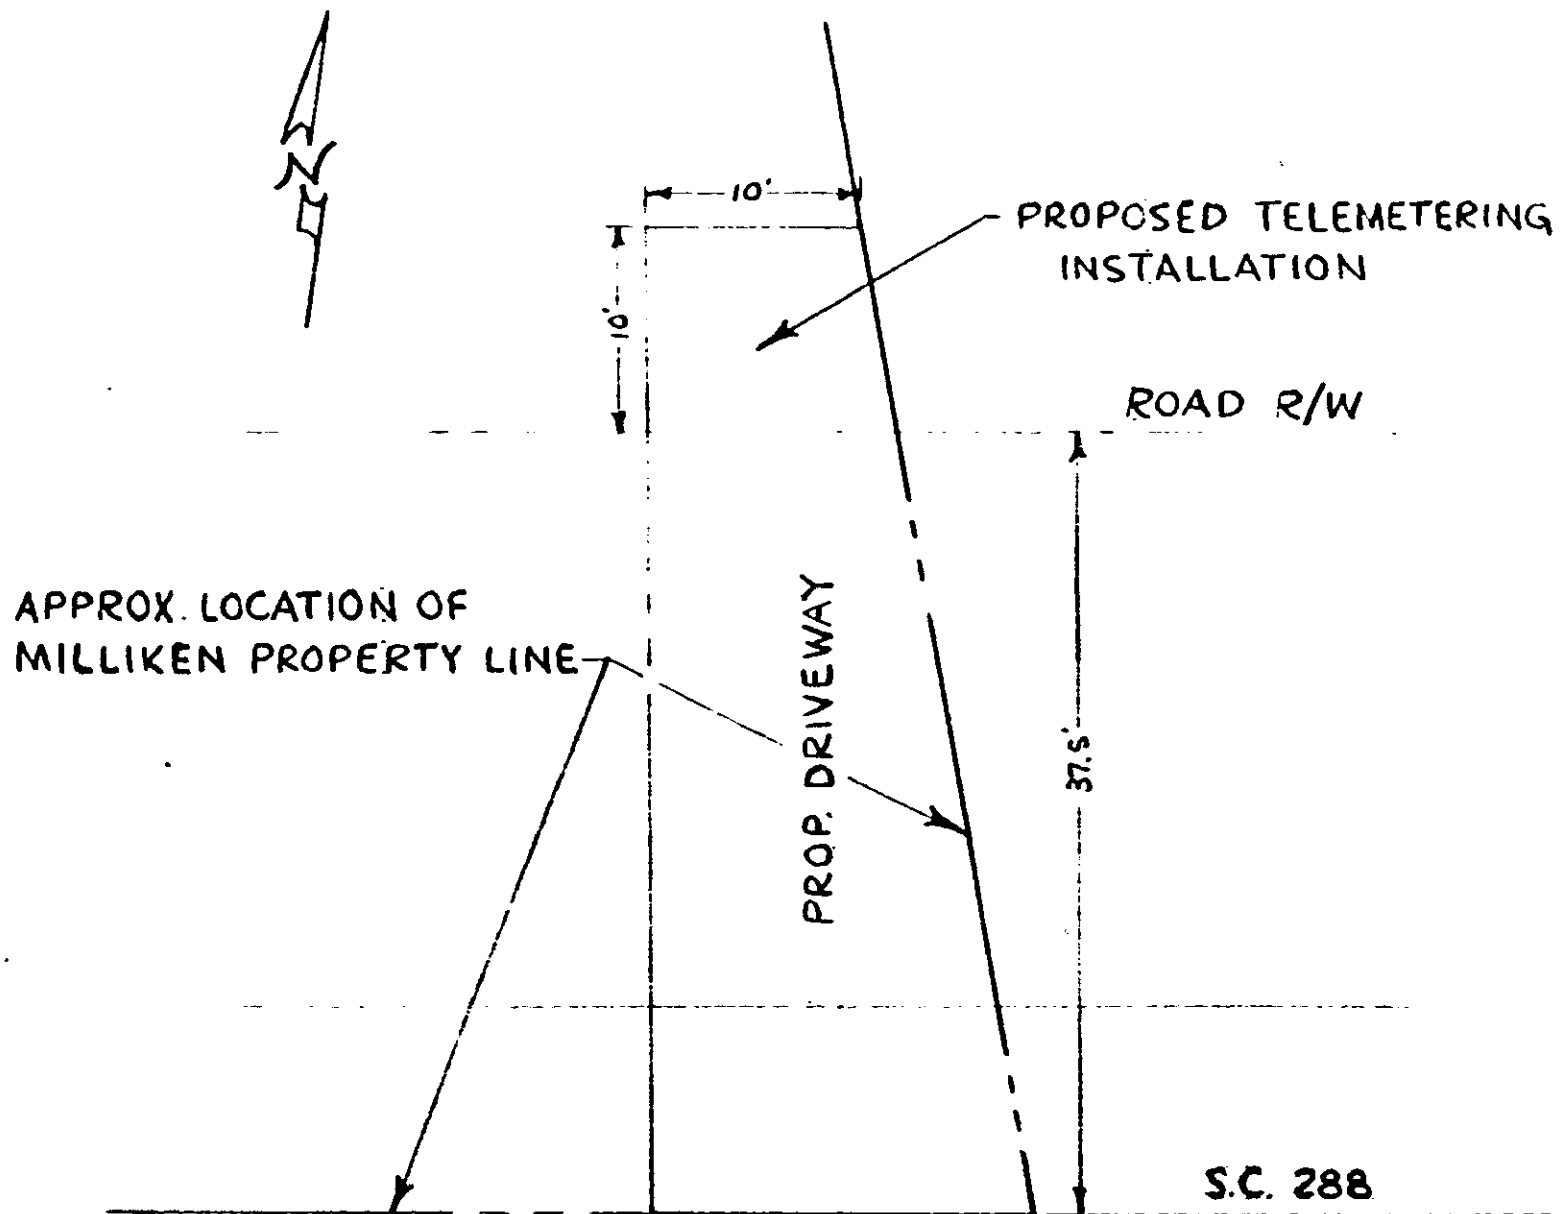 N
10'
PROPOSED TELEMETERING
INSTALLATION
10'
ROAD R/W
APPROX. LOCATION OF
MILLIKEN PROPERTY LINE
PROP. DRIVEWAY
37.5'
S.C. 288